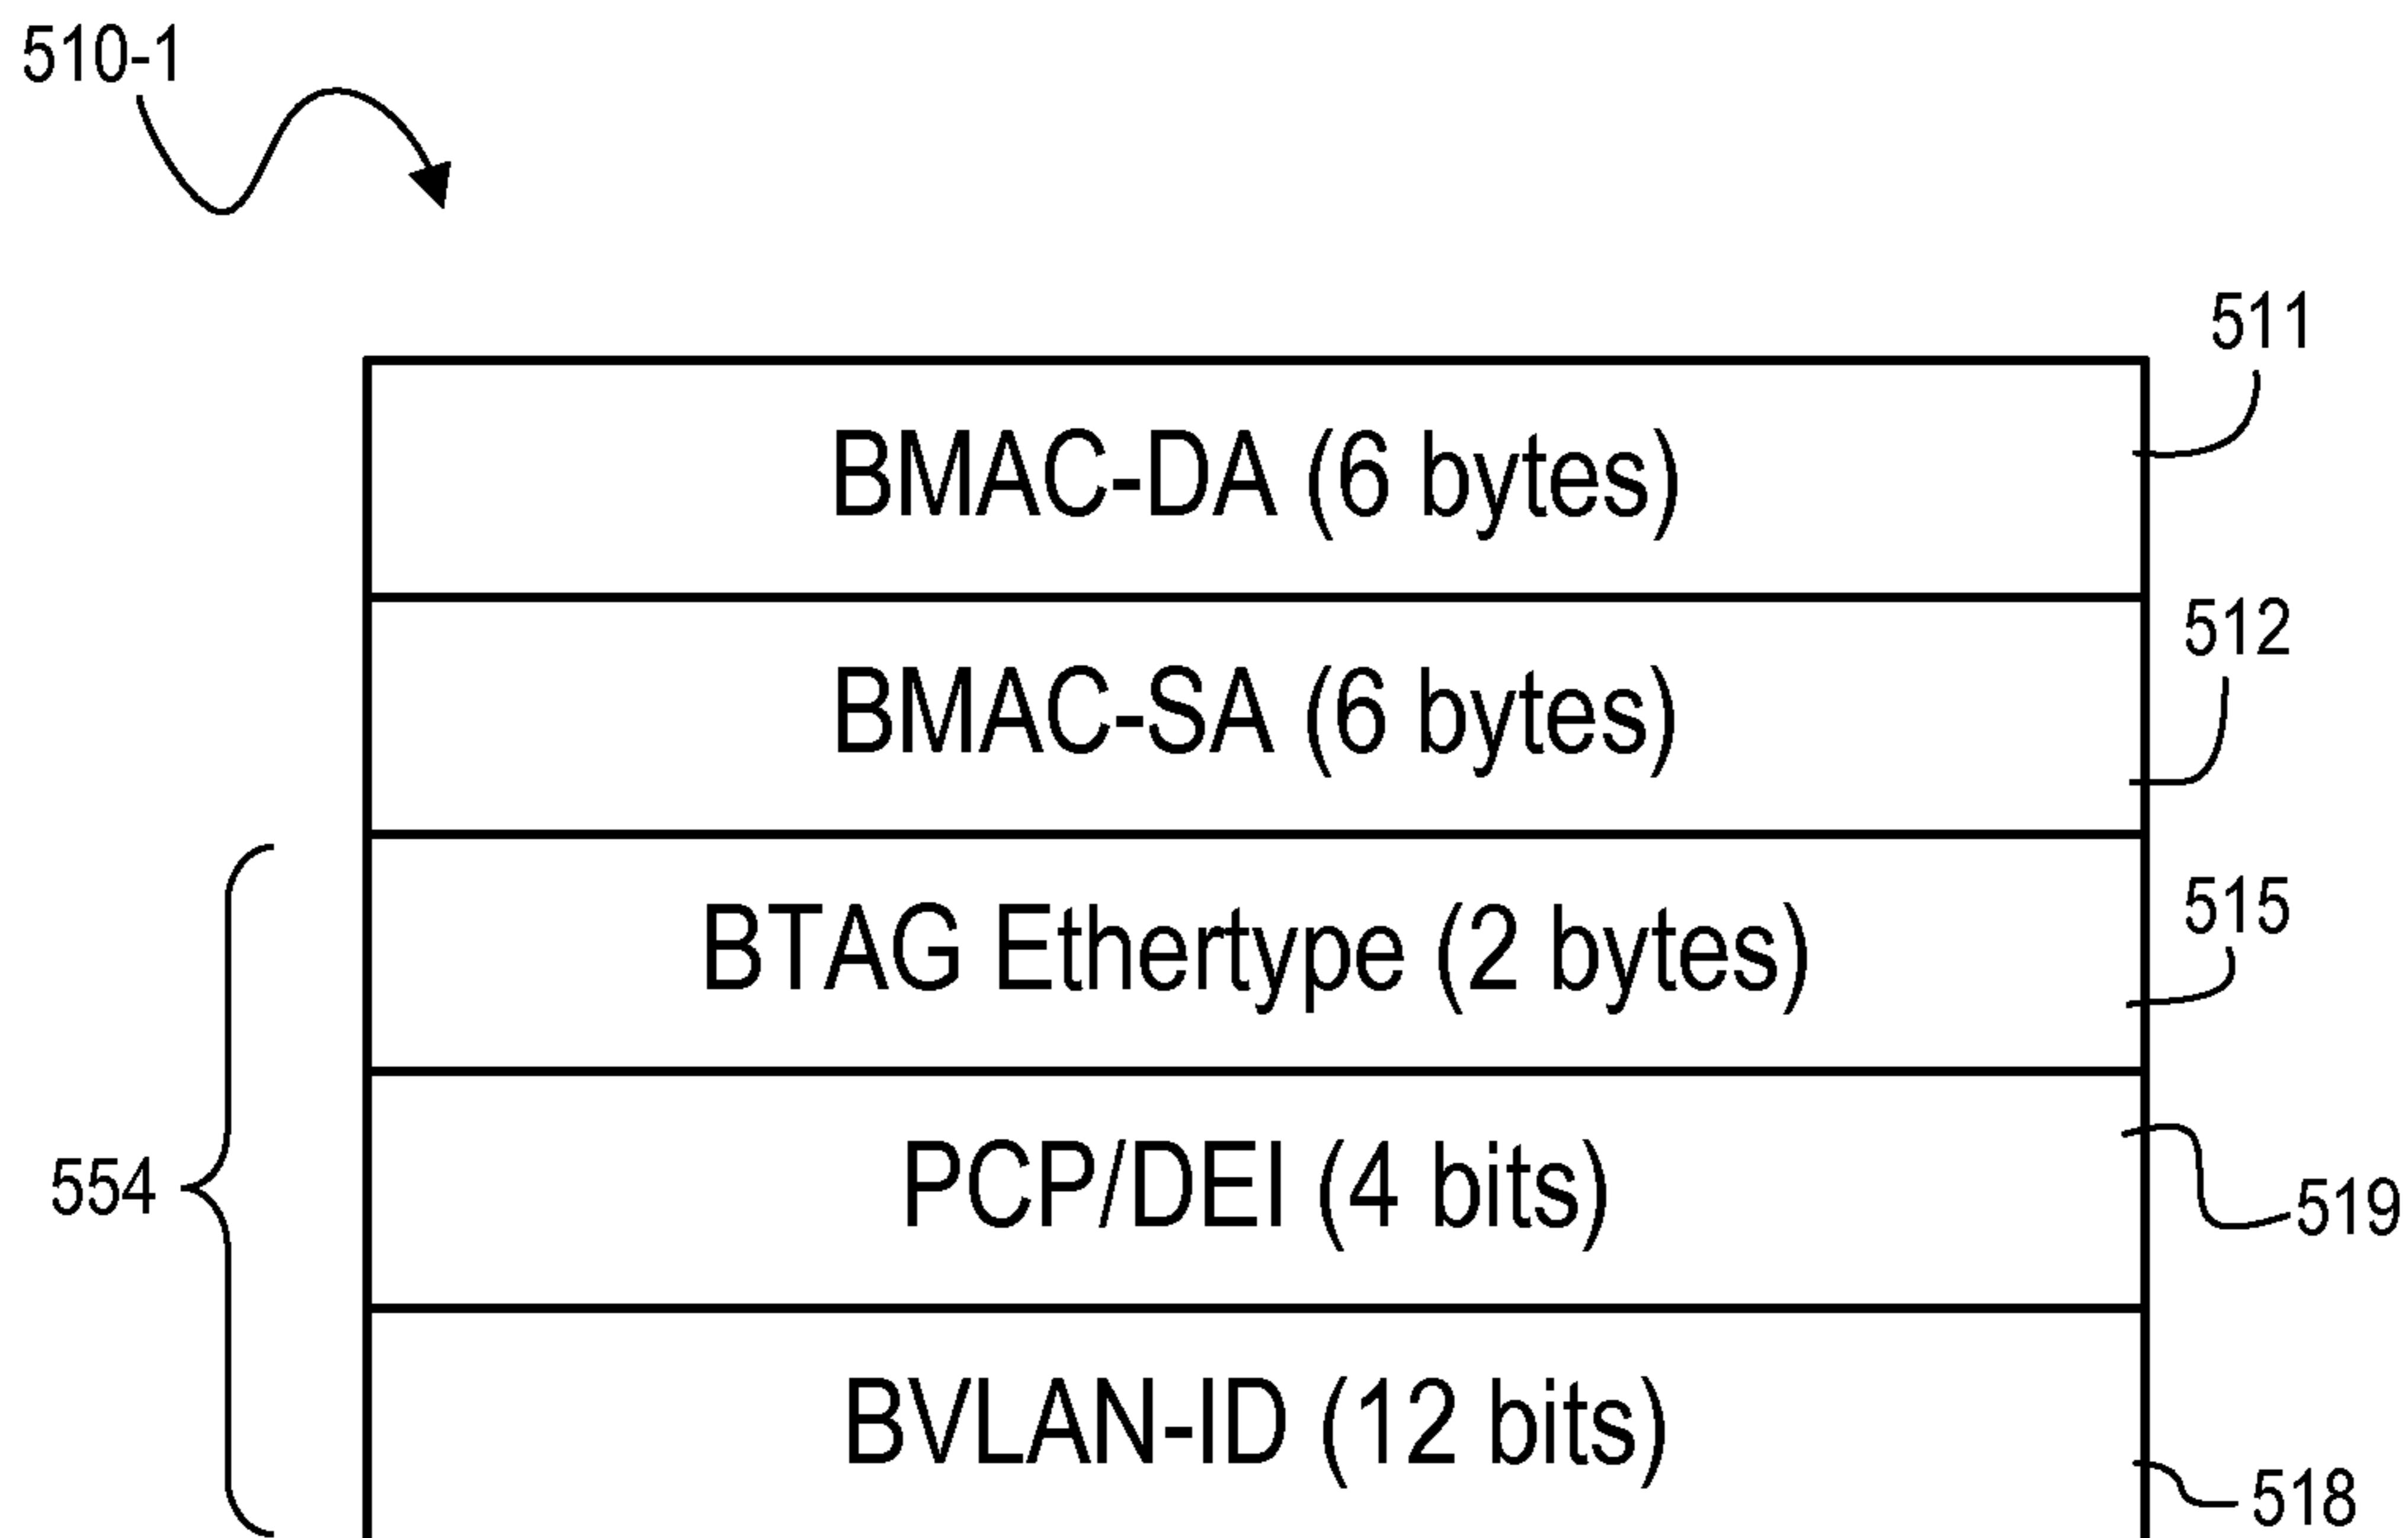 510-1
511
BMAC-DA (6 bytes)
512
BMAC-SA (6 bytes)
515
BTAG Ethertype (2 bytes)
554
PCP/DEI (4 bits)
519
BVLAN-ID (12 bits)
518